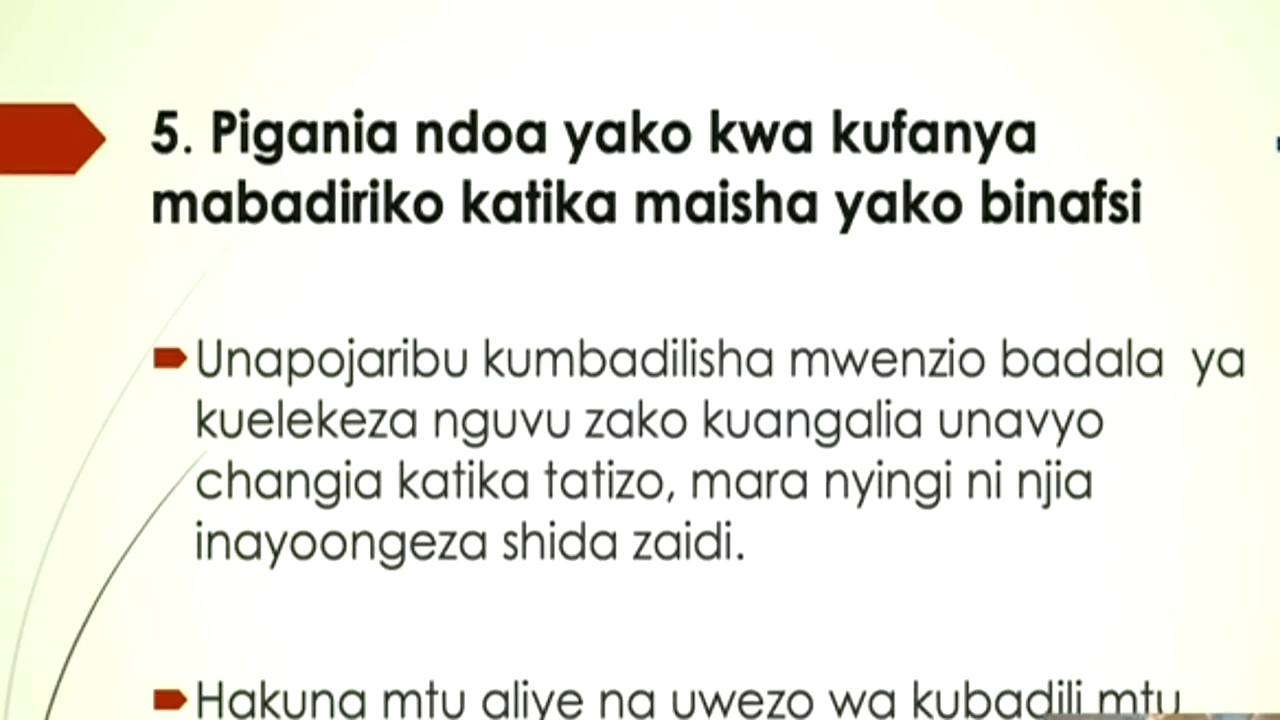 5. Pigania ndoa yako kwa kufanya
mabadiriko katika maisha yako binafsi
Unapojaribu kumbadilisha mwenzio badala ya
kuelekeza nguvu zako kuangalia unavyo
changia katika tatizo, mara nyingi ni njia
inayoongeza shida zaidi.
Hakuna mtu aliye na uwezo wa kubadili mtu